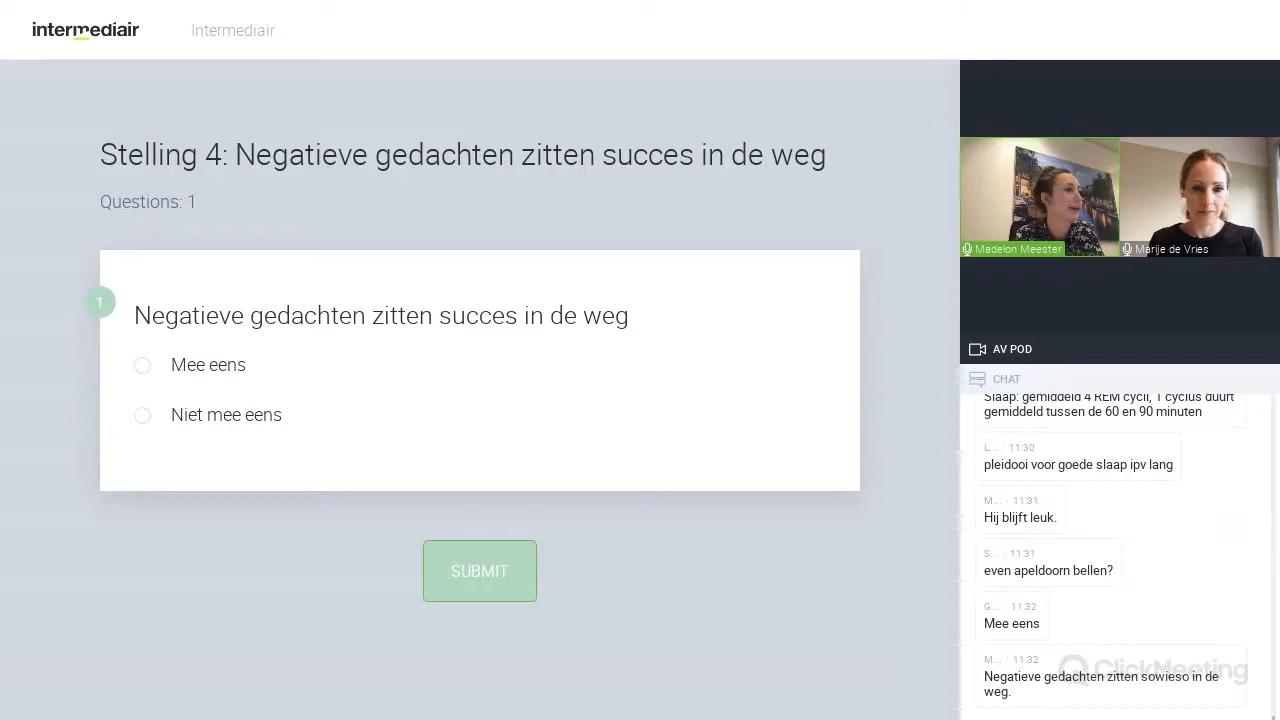 intermediair
Intermediair
Stelling 4: Negatieve gedachten zitten succes in de weg
Questions: 1
1
Negatieve gedachten zitten succes in de weg
Mee eens
Niet mee eens
SUBMIT
Madelon Meester
Marije de Vries
AV POD
CHAT
Slaap: gemiddeld 4 REM cycli, 1 cyclus duurt
gemiddeld tussen de 60 en 90 minuten
L... 11:30
pleidooi voor goede slaap ipv lang
M... 11:31
Hij blijft leuk.
S... 11:31
even apeldoorn bellen?
G... 11:32
Mee eens
M... 11:32
Negatieve gedachten zitten sowieso in de
weg.
ClickMeeting